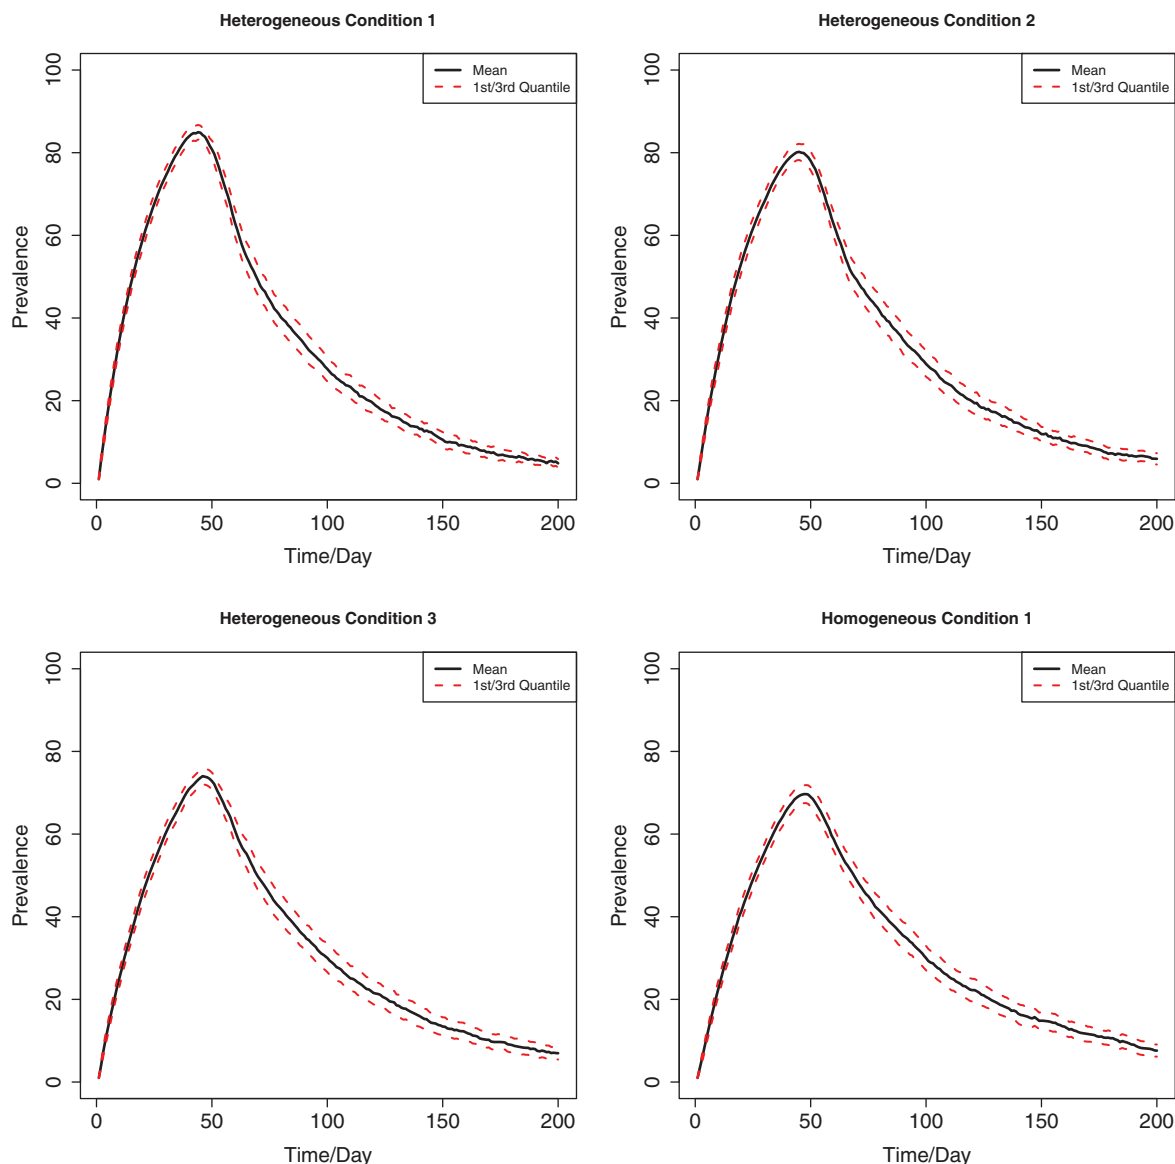 Heterogeneous Condition 1
Mean
1st/3rd Quantile
Prevalence
100
80
60
40
20
0
0 50 100 150 200
Time/Day
Heterogeneous Condition 2
Mean
1st/3rd Quantile
Prevalence
100
80
60
40
20
0
0 50 100 150 200
Time/Day
Heterogeneous Condition 3
Mean
1st/3rd Quantile
Prevalence
100
80
60
40
20
0
0 50 100 150 200
Time/Day
Homogeneous Condition 1
Mean
1st/3rd Quantile
Prevalence
100
80
60
40
20
0
0 50 100 150 200
Time/Day